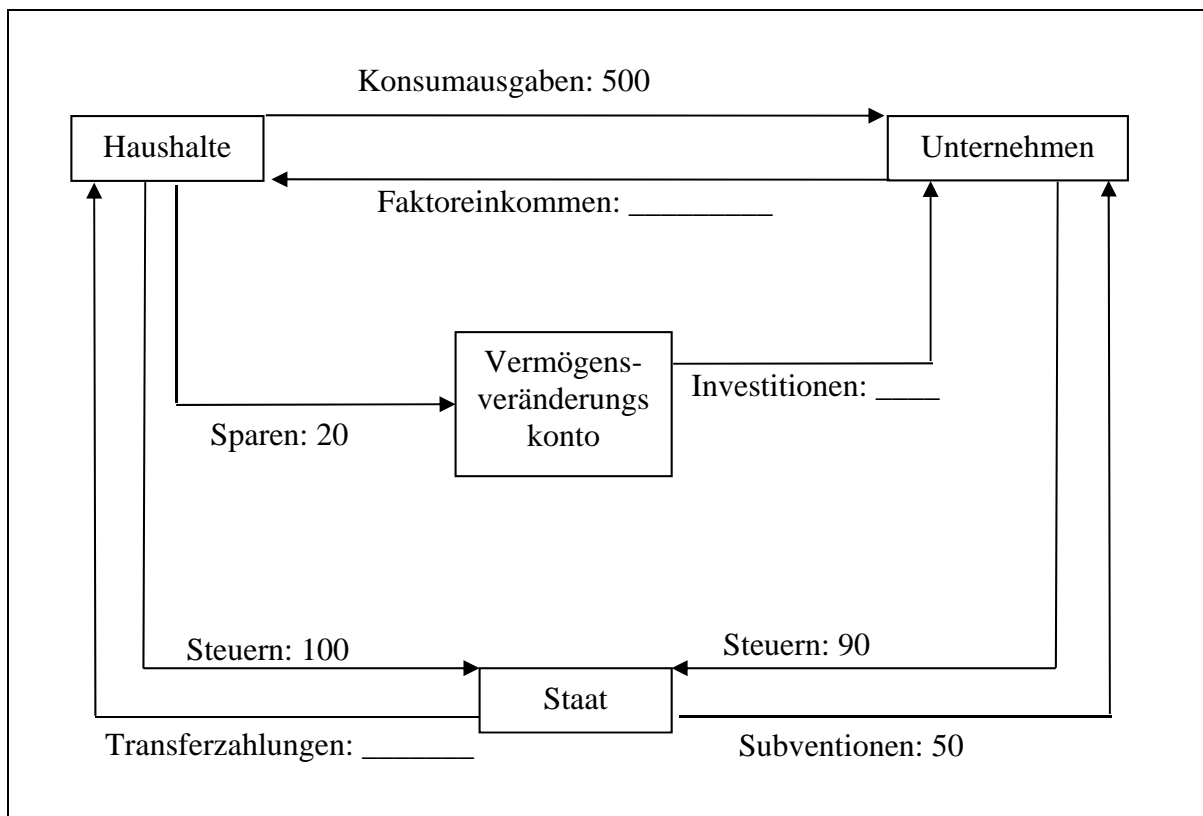 Konsumausgaben: 500
Haushalte
Unternehmen
Faktoreinkommen: _________
Vermögens-
veränderungs
konto
Investitionen: ____
Sparen: 20
Steuern: 100
Steuern: 90
Staat
Transferzahlungen: _______
Subventionen: 50